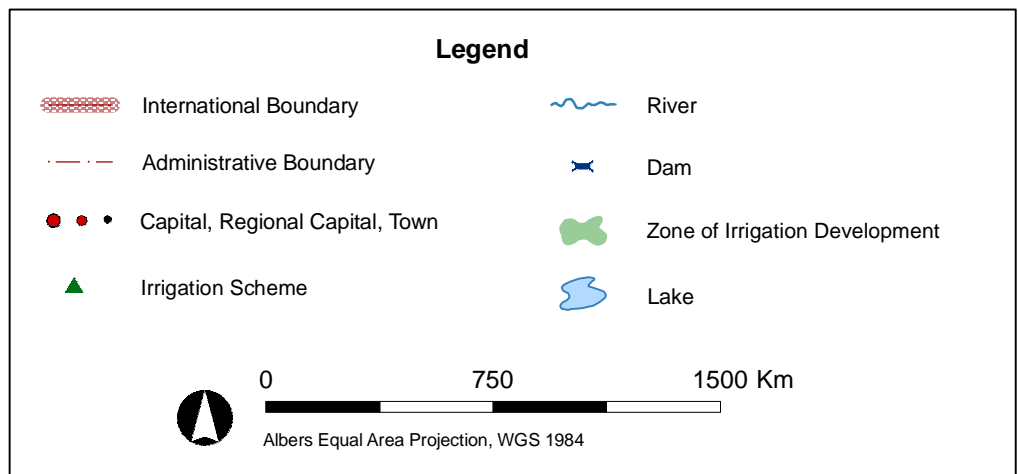 Legend
International Boundary
Administrative Boundary
Capital, Regional Capital, Town
Irrigation Scheme
River
Dam
Zone of Irrigation Development
Lake
0 750 1500 Km
Albers Equal Area Projection, WGS 1984